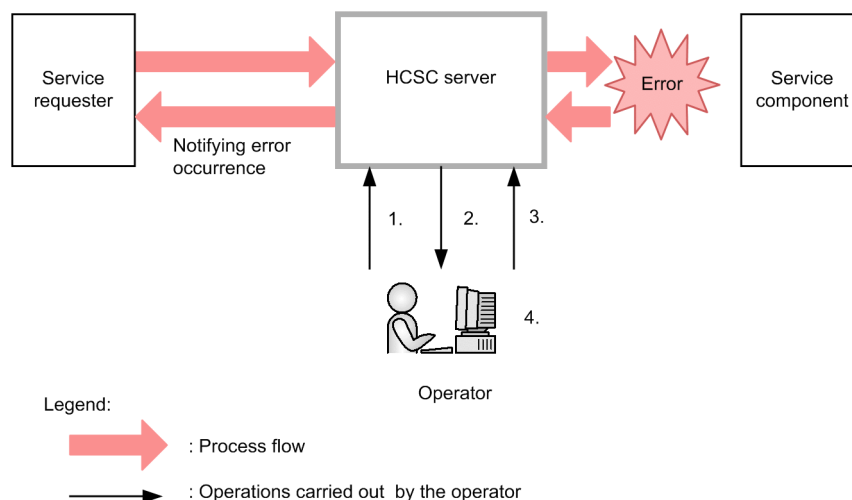 Service
requester
HCSC server
Error
Service
component
Notifying error
occurrence
1.
2.
3.
4.
Operator
Legend:
: Process flow
: Operations carried out by the operator